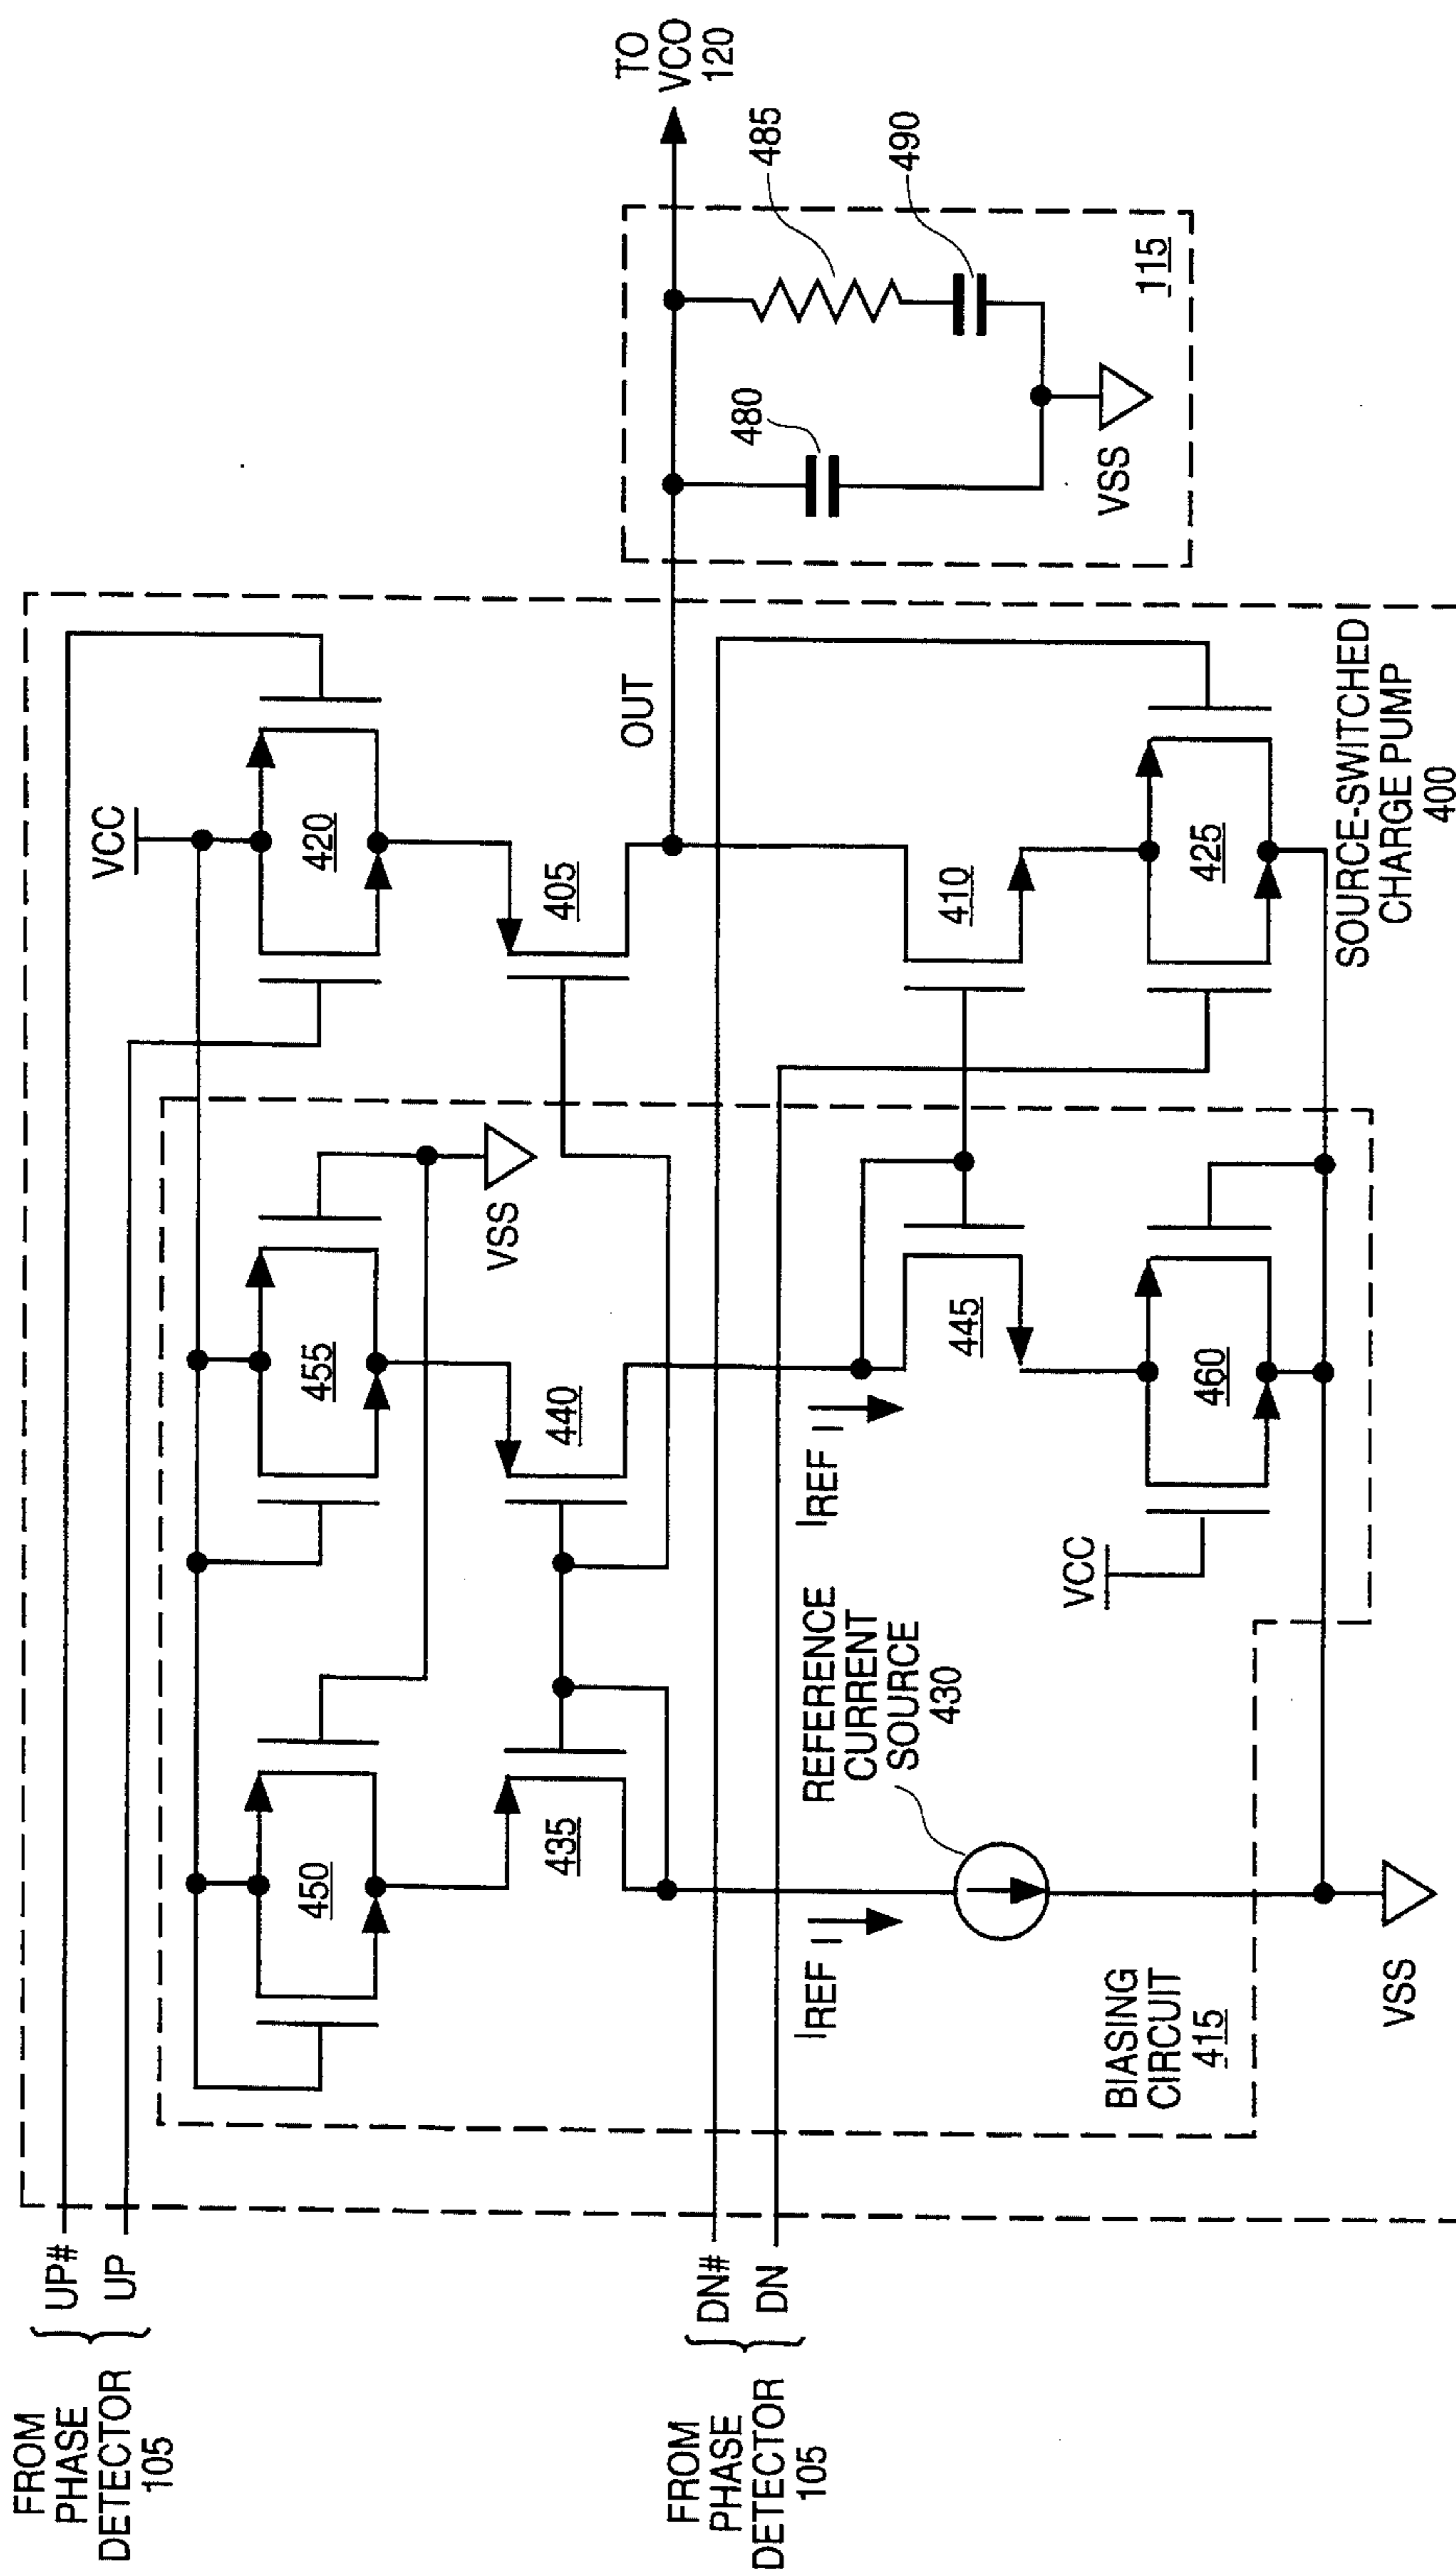 FROM
PHASE
DETECTOR
105
UP#
UP
FROM
PHASE
DETECTOR
105
DN#
DN
VCC
450
455
420
VSS
435
440
405
OUT
TO
VCO
120
IREF
IREF
REFERENCE
CURRENT
SOURCE
430
445
410
VCC
460
425
BIASING
CIRCUIT
415
VSS
SOURCE-SWITCHED
CHARGE PUMP
400
480
485
490
VSS
115